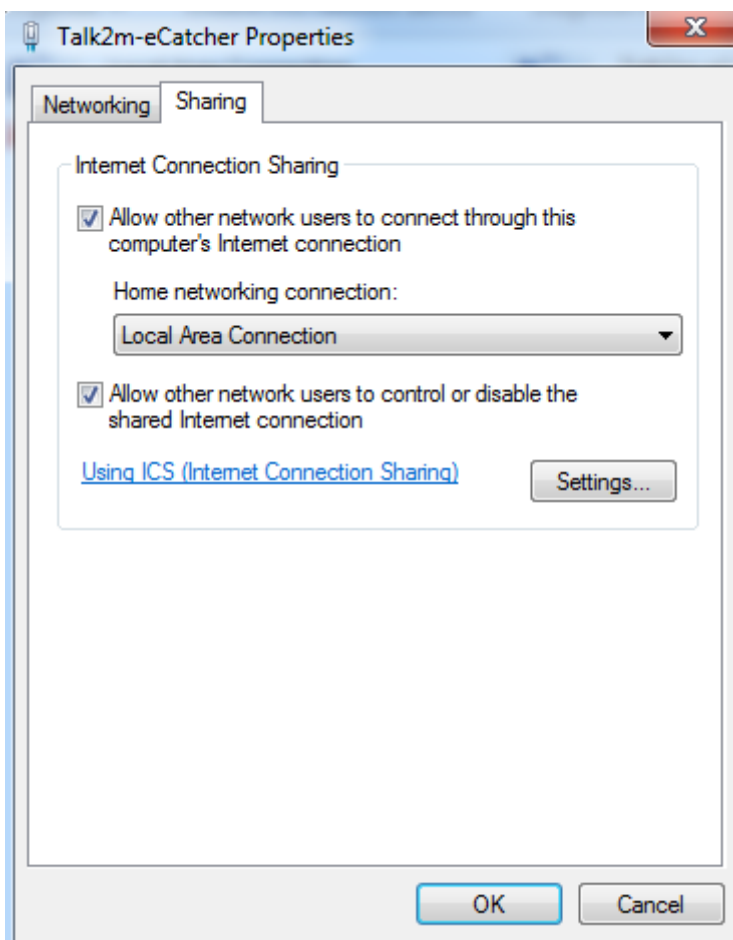 Talk2m-eCatcher Properties
Networking
Sharing
Internet Connection Sharing
Allow other network users to connect through this
computer's Internet connection
Home networking connection:
Local Area Connection
Allow other network users to control or disable the
shared Internet connection
Using ICS (Internet Connection Sharing)
Settings...
OK
Cancel